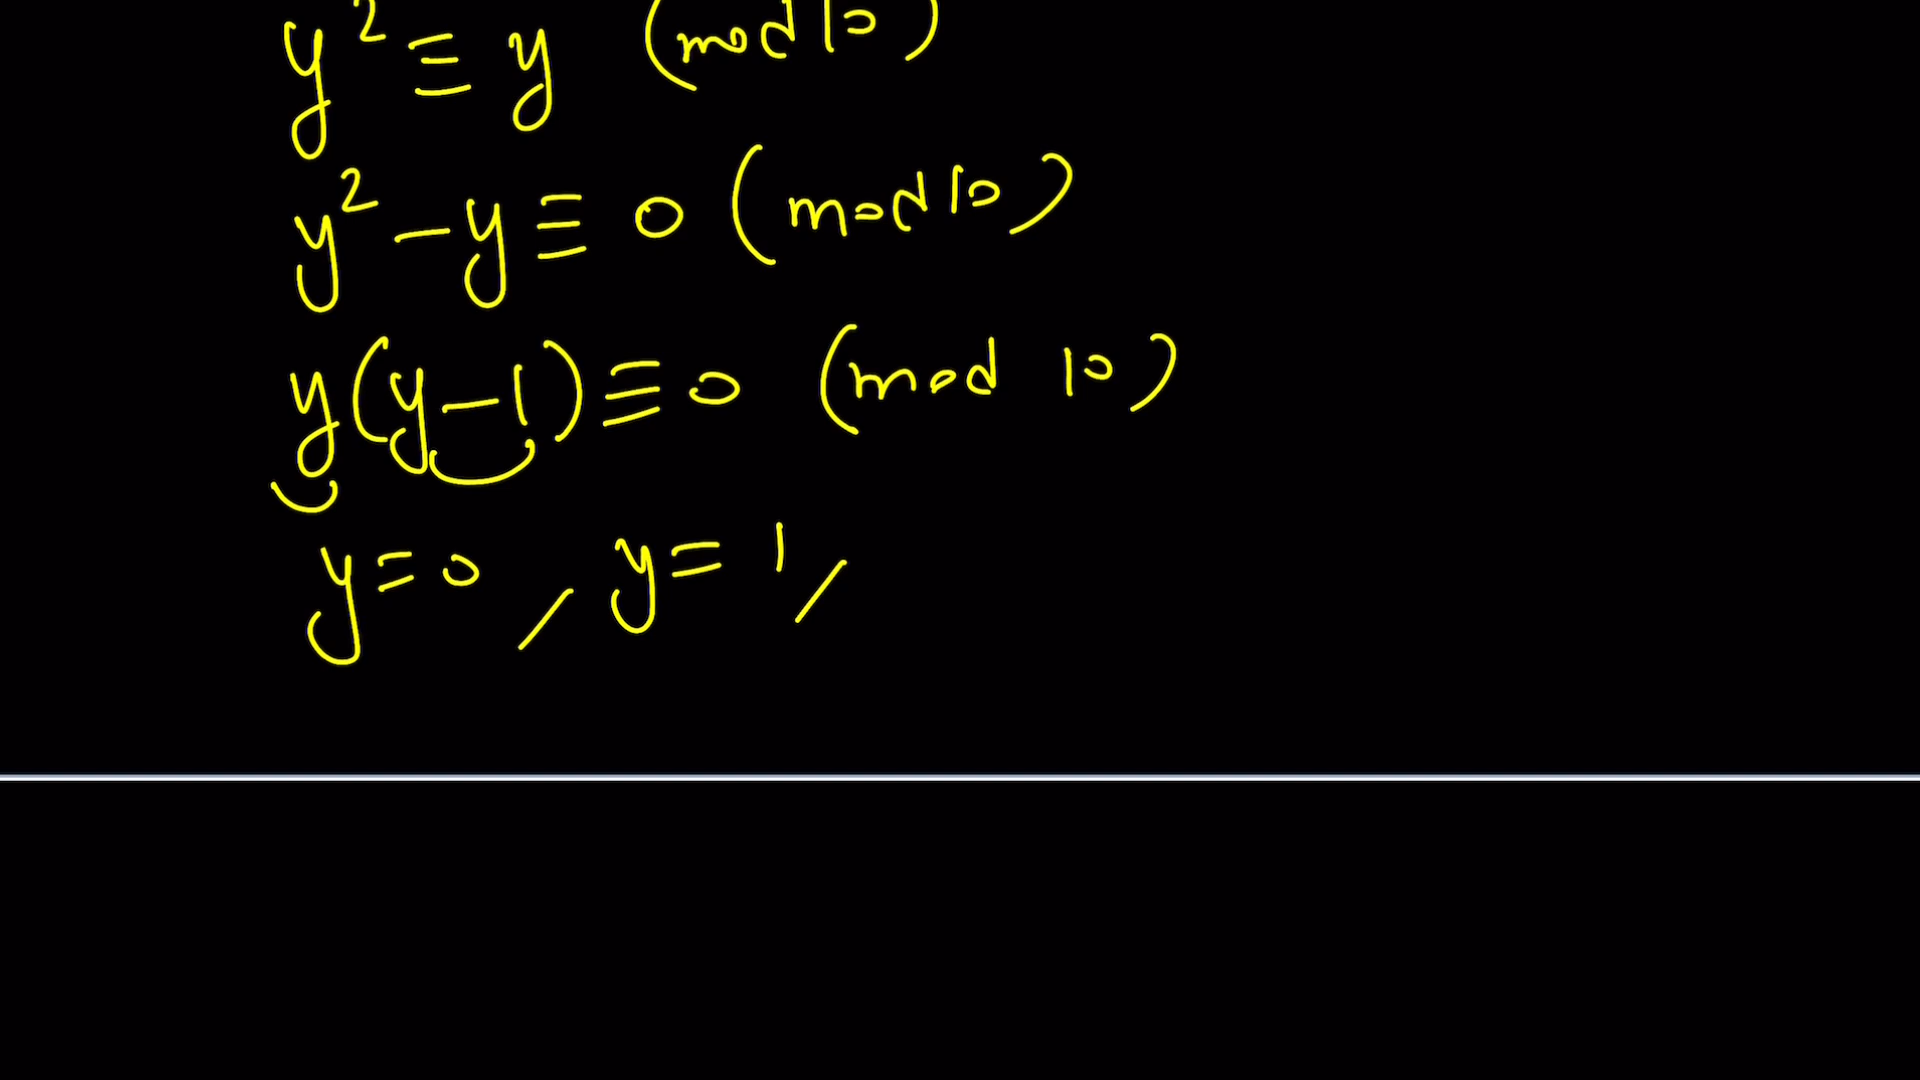 y² ≡ y (mod 10)
y² - y ≡ 0 (mod 10)
y(y-1) ≡ 0 (mod 10)
y = 0, y = 1,